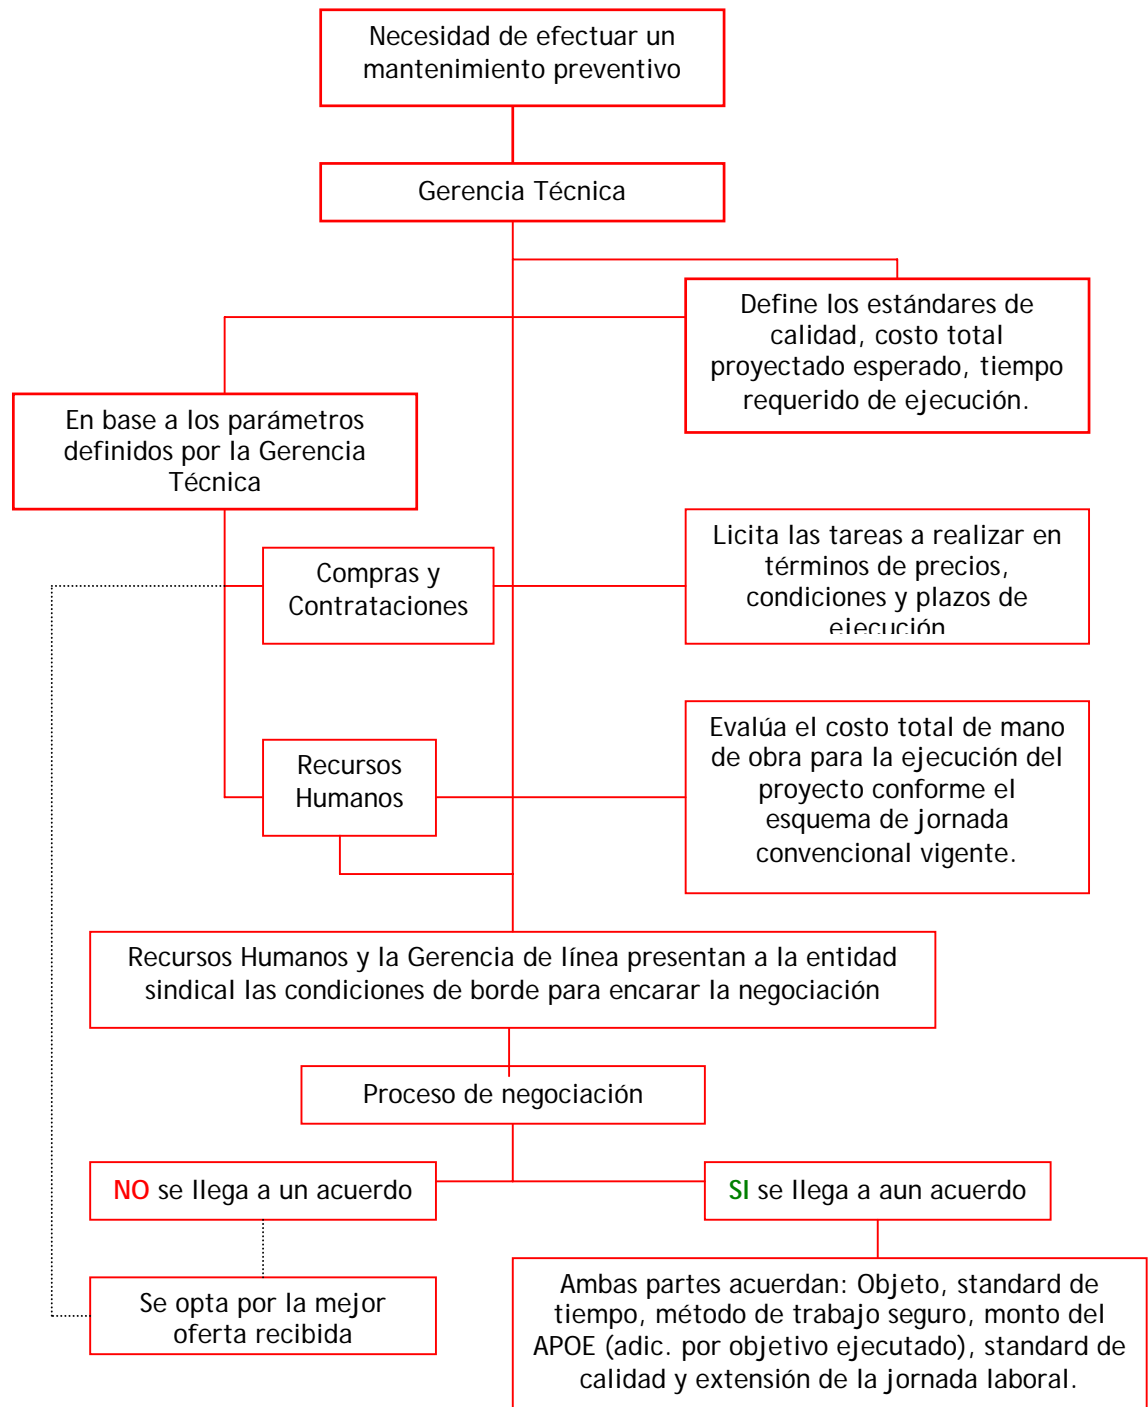 Necesidad de efectuar un
mantenimiento preventivo
Gerencia Técnica
Define los estándares de
calidad, costo total
proyectado esperado, tiempo
requerido de ejecución.
En base a los parámetros
definidos por la Gerencia
Técnica
Compras y
Contrataciones
Licita las tareas a realizar en
términos de precios,
condiciones y plazos de
ejecución
Recursos
Humanos
Evalúa el costo total de mano
de obra para la ejecución del
proyecto conforme el
esquema de jornada
convencional vigente.
Recursos Humanos y la Gerencia de línea presentan a la entidad
sindical las condiciones de borde para encarar la negociación
Proceso de negociación
NO se llega a un acuerdo
SI se llega a aun acuerdo
Se opta por la mejor
oferta recibida
Ambas partes acuerdan: Objeto, standard de
tiempo, método de trabajo seguro, monto del
APOE (adic. por objetivo ejecutado), standard de
calidad y extensión de la jornada laboral.